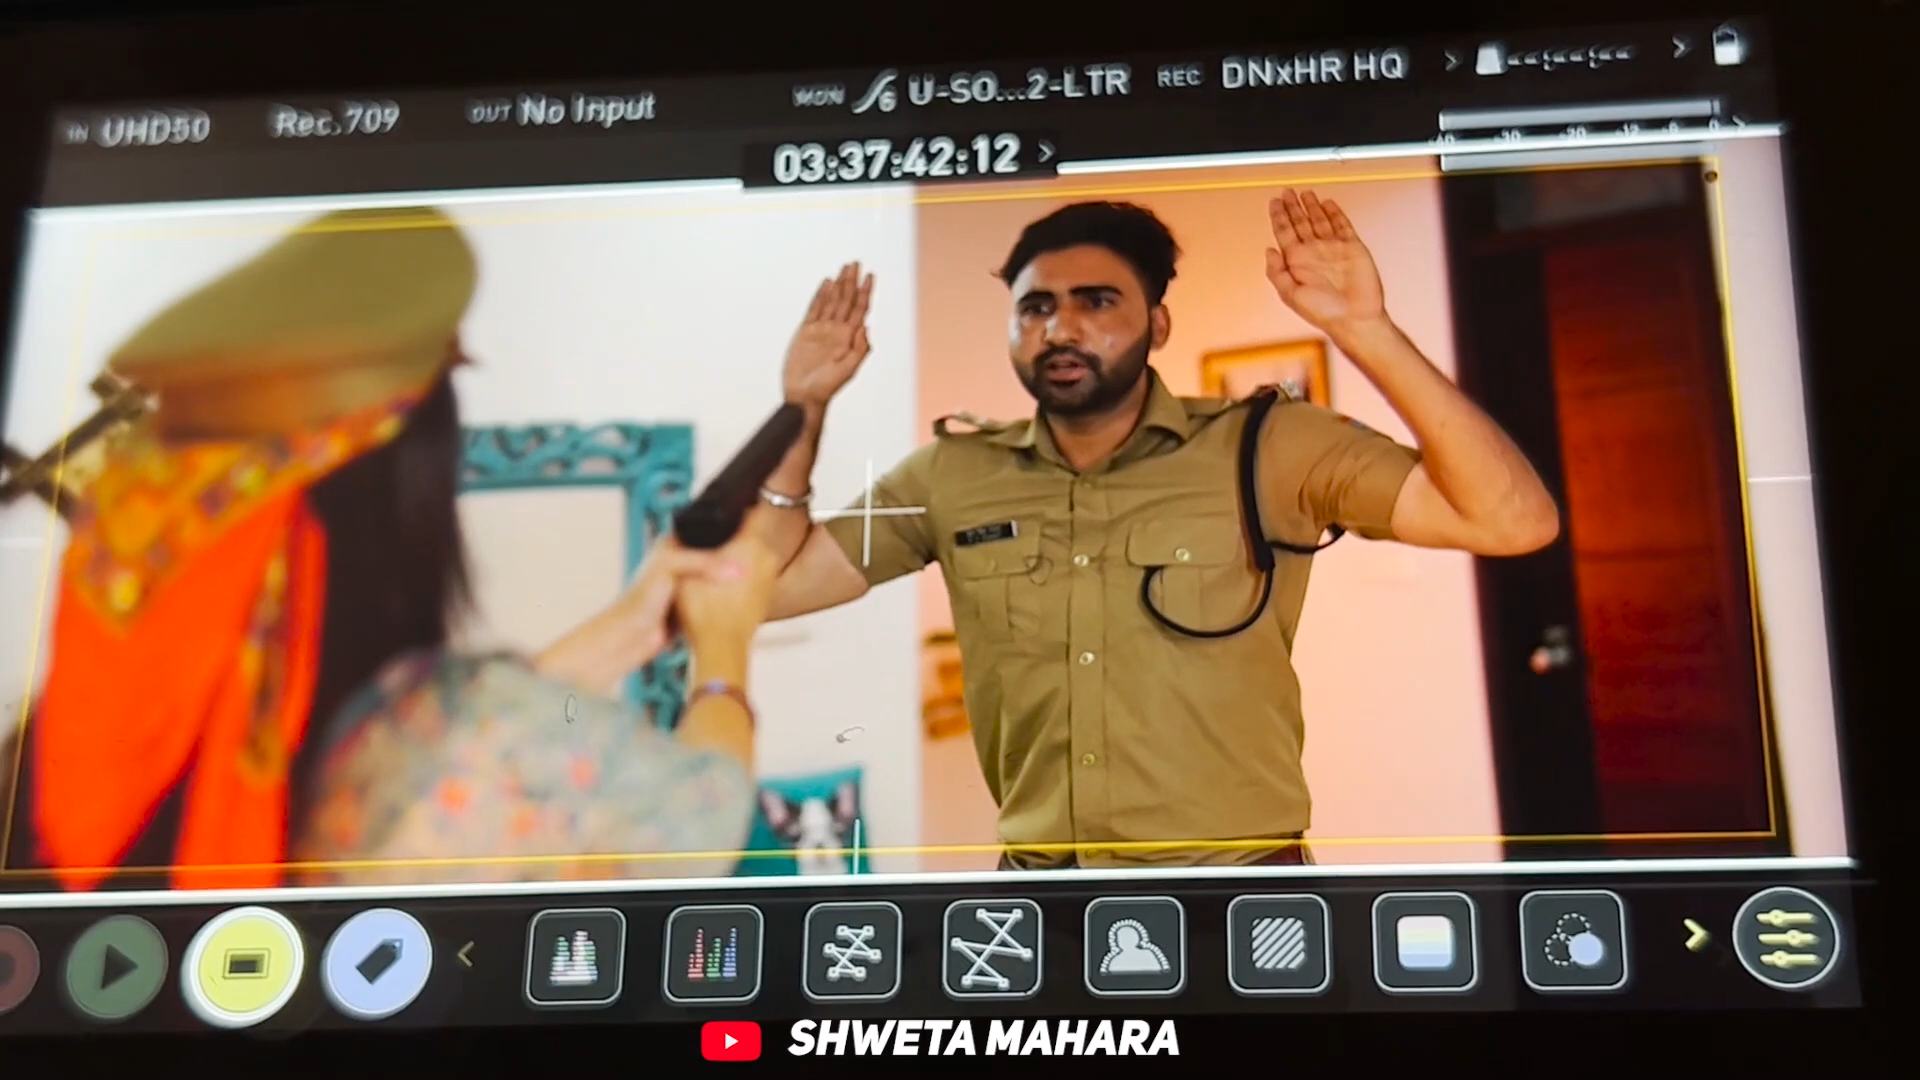 IN UHD50 Rec.709 OUT No Input MON U-SO...2-LTR REC DNxHR HQ
03:37:42:12
SHWETA MAHARA